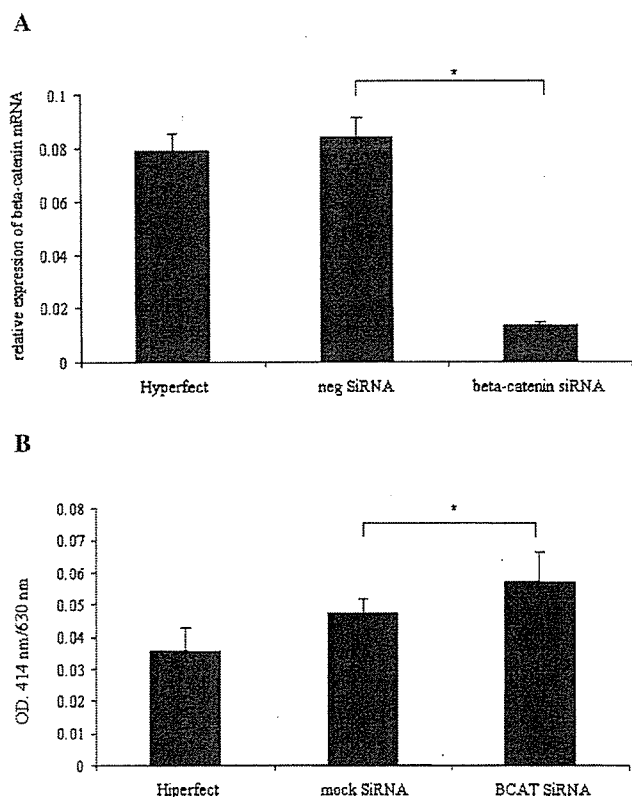 A
*
relative expression of beta-catenin mRNA
0.1
0.08
0.06
0.04
0.02
0
Hyperfect
neg SiRNA
beta-catenin siRNA
B
*
OD. 414 nm/630 nm
0.08
0.07
0.06
0.05
0.04
0.03
0.02
0.01
0
Hiperfect
mock SiRNA
BCAT SiRNA